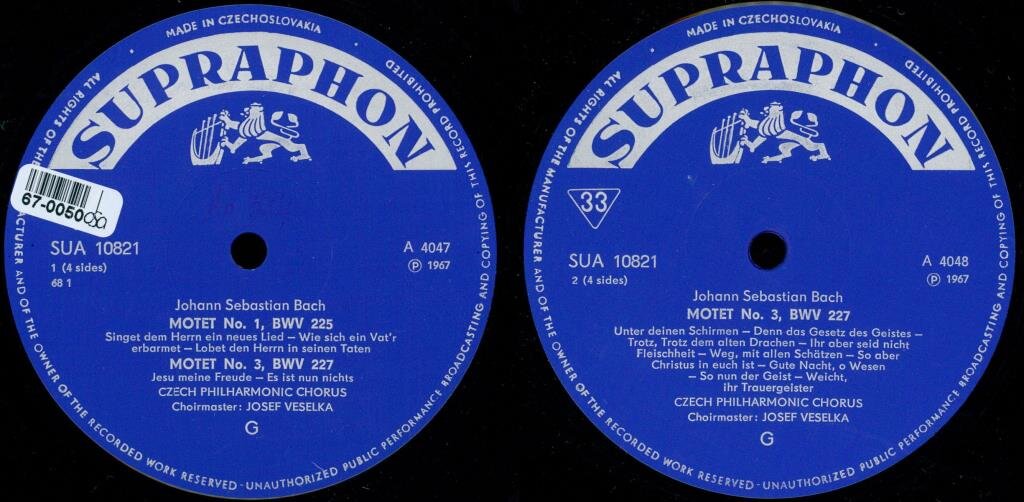 MADE IN CZECHOSLOVAKIA
SUPRAPHON
ALL RIGHTS OF THE
FACTURER AND OF THE OWNER OF THE RECORDED WORK RESERVED - UNAUTHORIZED PUBLIC PERFORMANCE BROADCASTING AND COPYING OF THIS RECORD PROHIBITED
67-0050
SUA 10821
A 4047
1 (4 sides)
Ⓟ 1967
68 1
Johann Sebastian Bach
MOTET No. 1, BWV 225
Singet dem Herrn ein neues Lied – Wie sich ein Vat'r
erbarmet – Lobet den Herrn in seinen Taten
MOTET No. 3, BWV 227
Jesu meine Freude – Es ist nun nichts
CZECH PHILHARMONIC CHORUS
Choirmaster: JOSEF VESELKA
G
MADE IN CZECHOSLOVAKIA
SUPRAPHON
ALL RIGHTS OF THE MANUFACTURER AND OF THE OWNER OF THE RECORDED WORK RESERVED - UNAUTHORIZED PUBLIC PERFORMANCE BROADCASTING AND COPYING OF THIS RECORD PROHIBITED
33
SUA 10821
A 4048
2 (4 sides)
Ⓟ 1967
Johann Sebastian Bach
MOTET No. 3, BWV 227
Unter deinen Schirmen – Denn das Gesetz des Geistes –
Trotz, Trotz dem alten Drachen – Ihr aber seid nicht
Fleischheit – Weg, mit allen Schätzen – So aber
Christus in euch ist – Gute Nacht, o Wesen
– So nun der Geist – Weicht,
ihr Trauergeister
CZECH PHILHARMONIC CHORUS
Choirmaster: JOSEF VESELKA
G